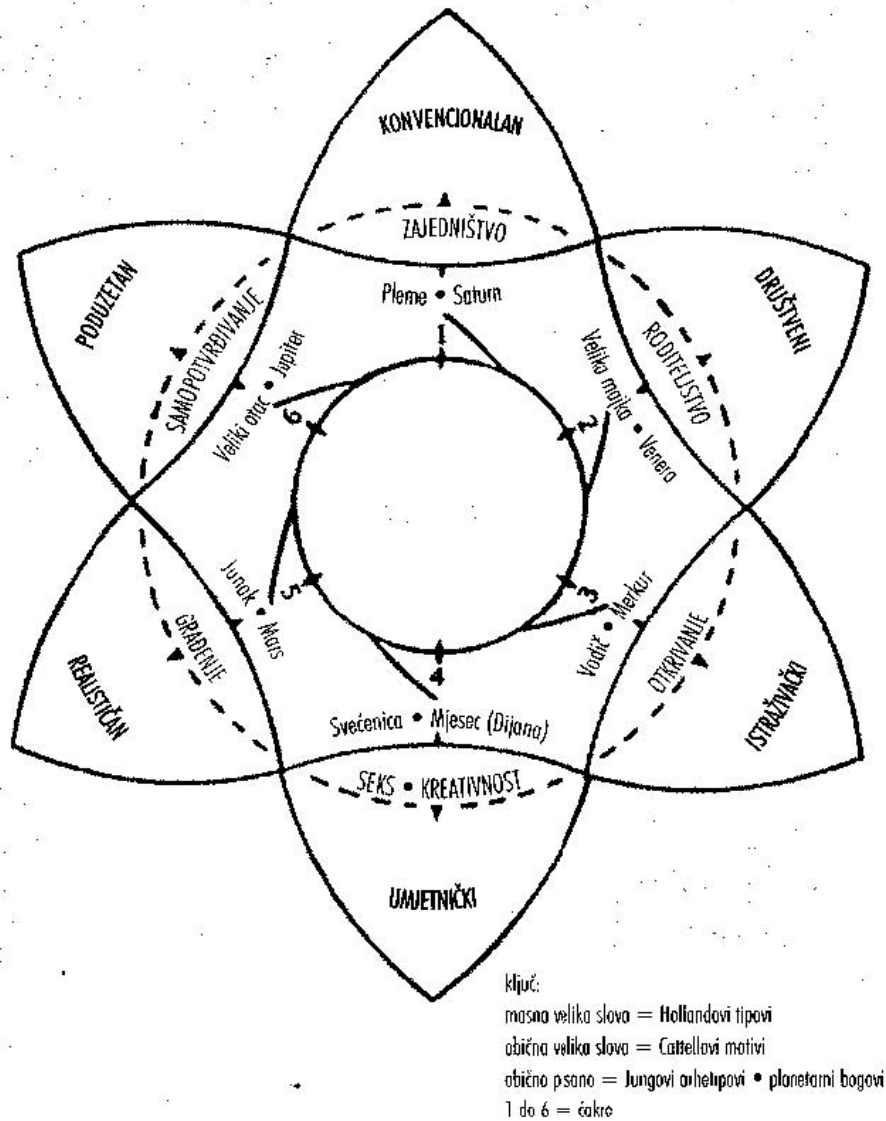 KONVENCIONALAN
ZAJEDNIŠTVO
Pleme • Saturn
1
PODUZETAN
SAMOPOTVRĐIVANJE
Veliki otac • Jupiter
6
DRUŠTVENI
RODITELJSTVO
Velika majka • Venera
2
REALISTIČAN
GRAĐENJE
Junak • Mars
5
ISTRAŽIVAČKI
OTKRIVANJE
Vodič • Merkur
3
4
Svećenica • Mjesec (Dijana)
SEKS • KREATIVNOST
UMJETNIČKI
ključ:
masna velika slova = Hollandovi tipovi
obična velika slova = Cattellovi motivi
obično pisano = Jungovi arhetipovi • planetarni bogovi
1 do 6 = čakre